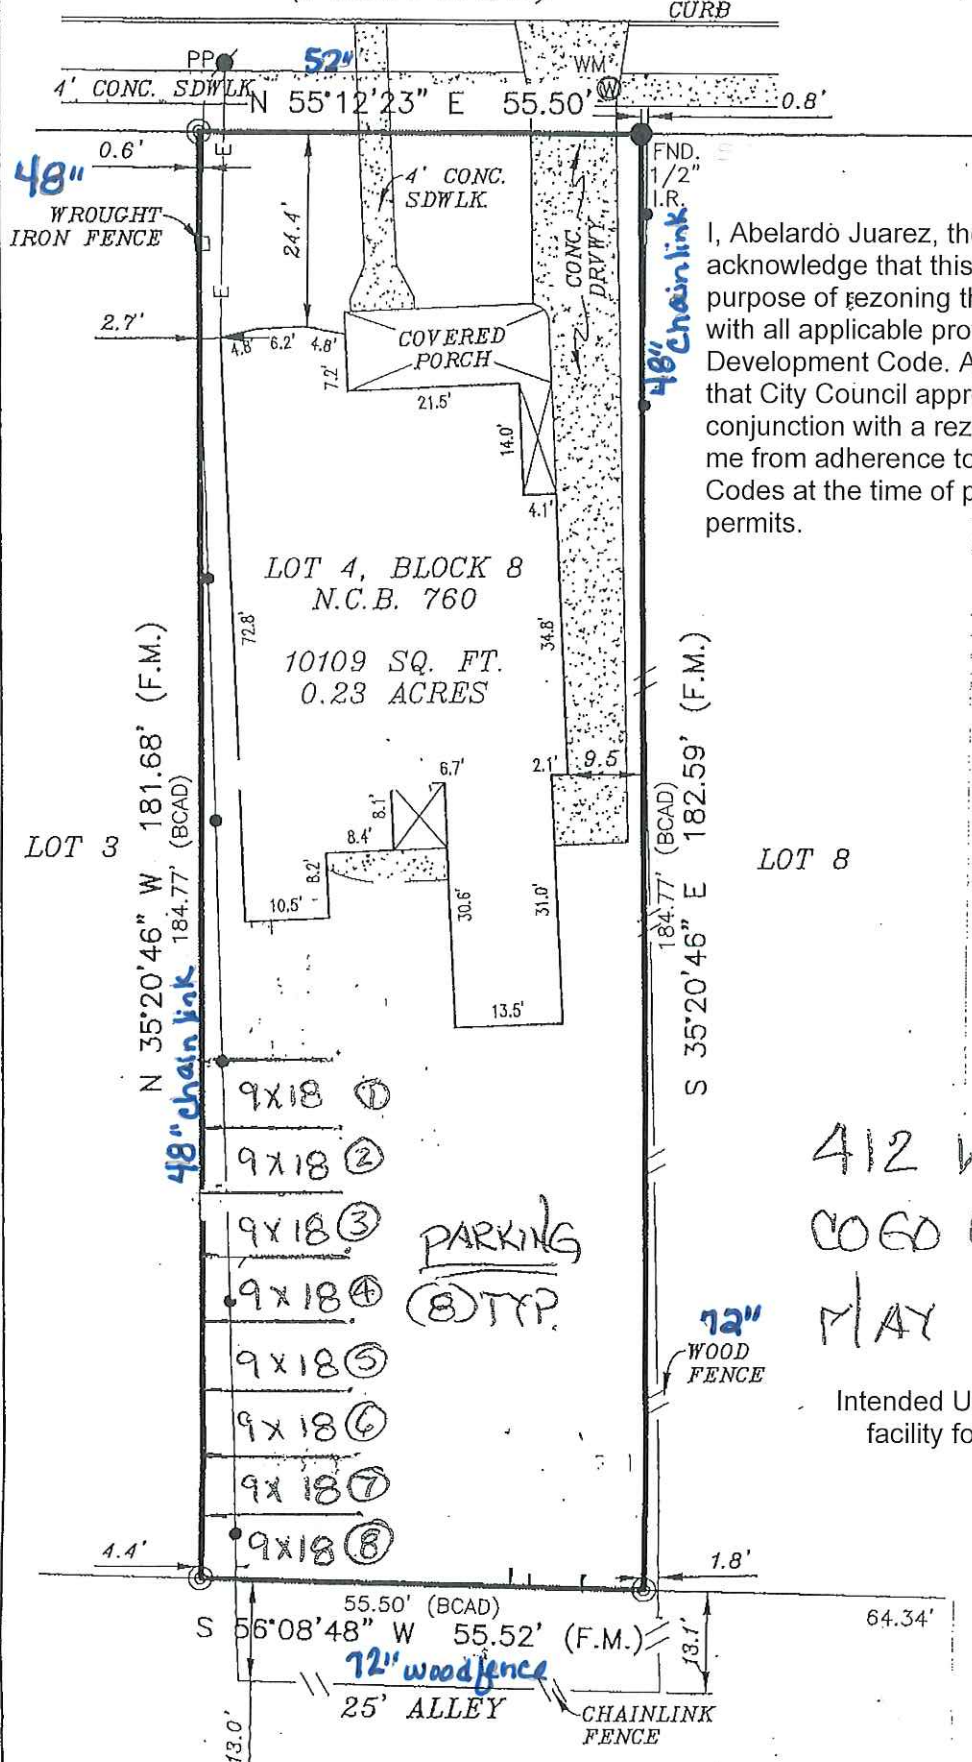 CURB
PP
52"
WM
W
4' CONC. SDWLK
N 55°12'23" E 55.50'
0.8'
0.6'
48"
WROUGHT
IRON FENCE
E
24.4'
4' CONC.
SDWLK.
CONC.
DRVWY.
FND.
1/2"
I.R.
48" chainlink
I, Abelardo Juarez, the
acknowledge that this
purpose of rezoning th
with all applicable pro
Development Code. A
that City Council appr
conjunction with a rez
me from adherence to
Codes at the time of p
permits.
E
2.7'
4.8' 6.2' 4.8'
7.2'
COVERED
PORCH
21.5'
14.0'
4.1'
LOT 4, BLOCK 8
N.C.B. 760
10109 SQ. FT.
0.23 ACRES
72.8'
34.8'
N 35°20'46" W 181.68' (F.M.)
184.77' (BCAD)
48" chain link
S 35°20'46" E 182.59' (F.M.)
184.77' (BCAD)
LOT 3
LOT 8
6.7'
2.1'
9.5
8.1'
8.4'
8.2'
10.5'
30.6'
31.0'
13.5'
9X18 ①
9X18 ②
9X18 ③
9X18 ④
9X18 ⑤
9X18 ⑥
9X18 ⑦
9X18 ⑧
PARKING
(8) TYP.
412
COGO
MAY
72"
WOOD
FENCE
Intended U
facility fo
4.4'
1.8'
55.50' (BCAD)
S 56°08'48" W 55.52' (F.M.)
64.34'
13.1'
72" wood fence
25' ALLEY
CHAINLINK
FENCE
13.0'